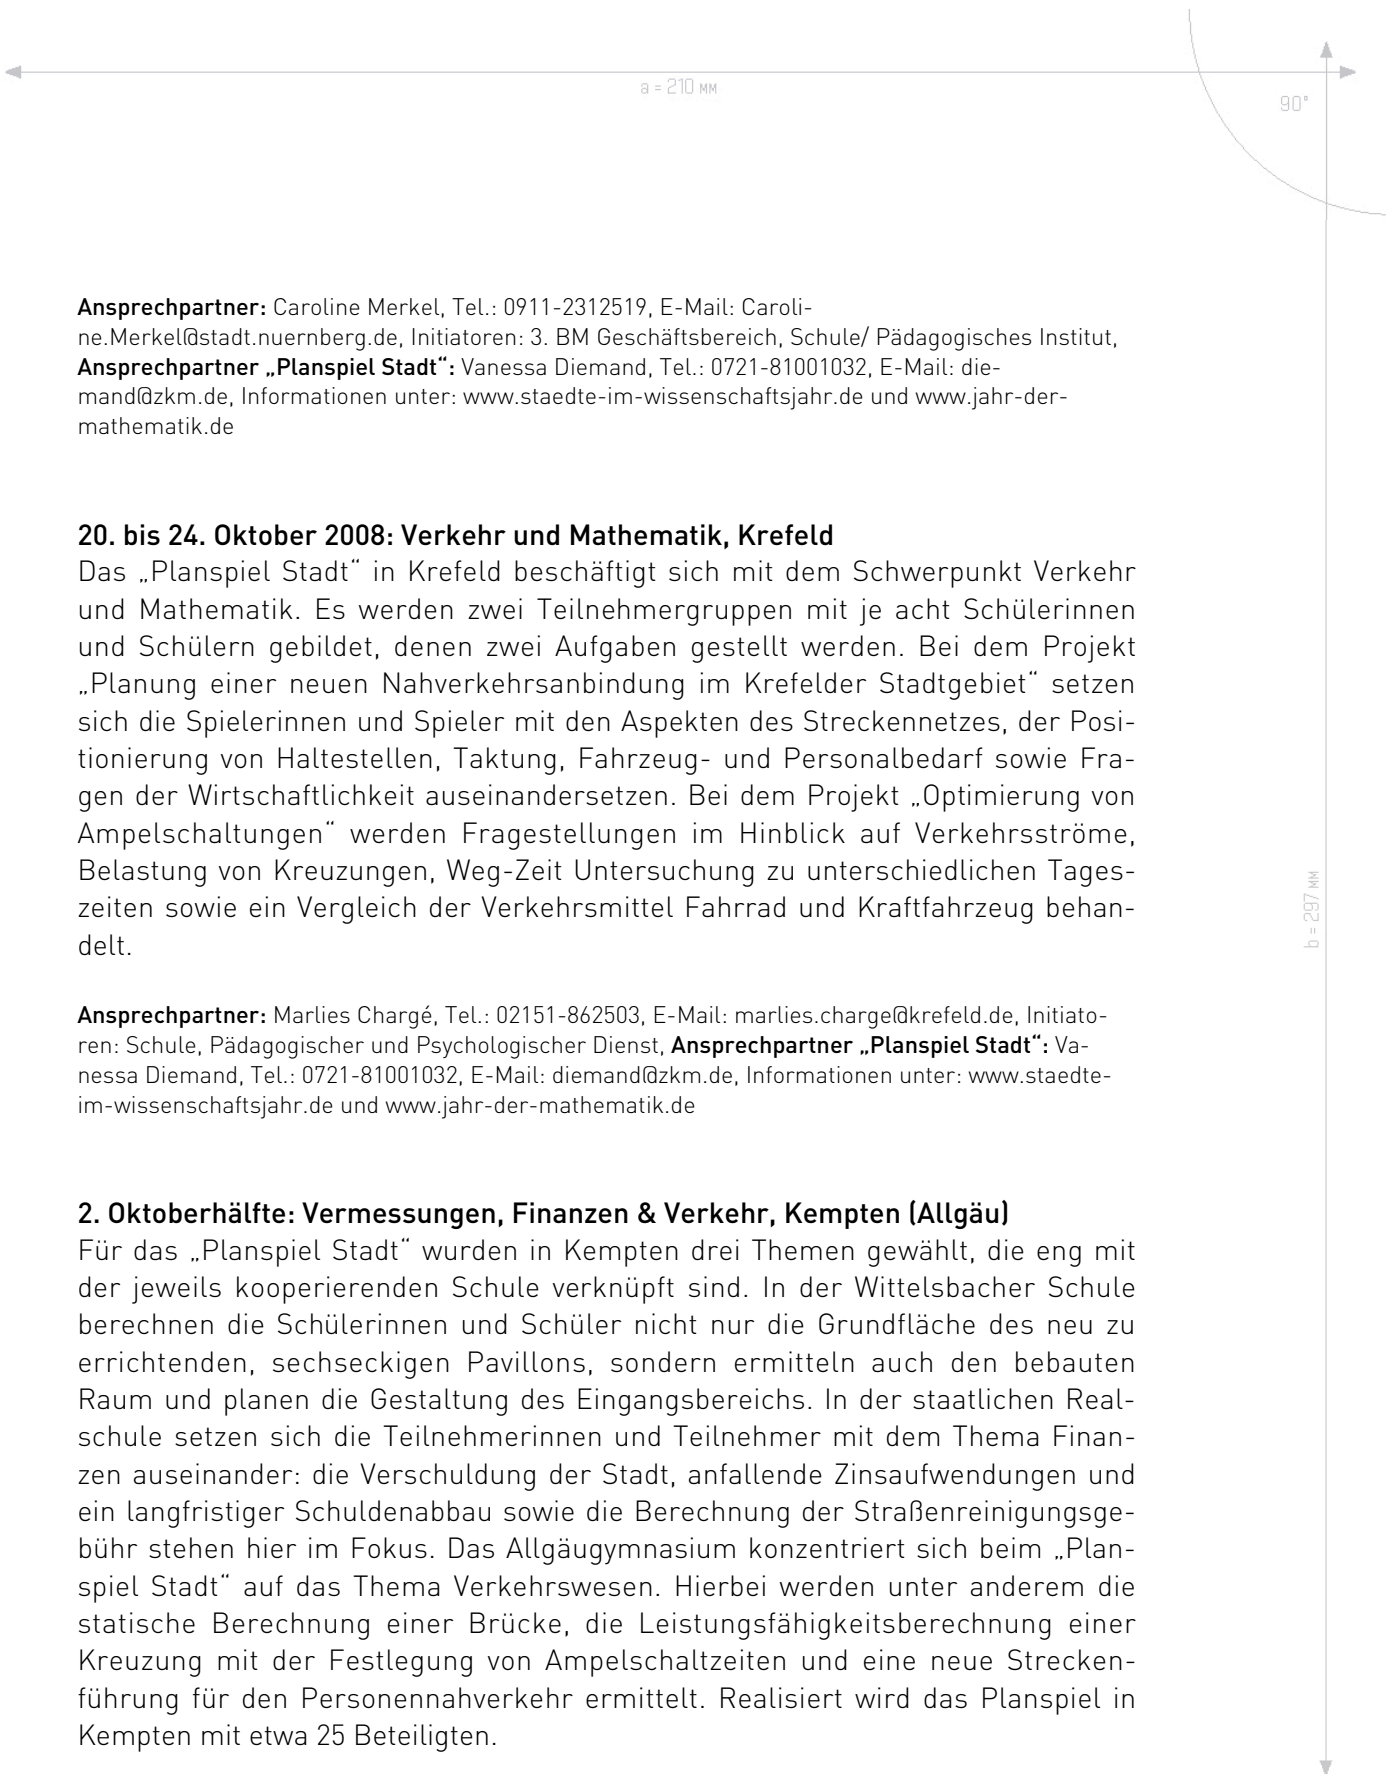 a = 210 MM
90°
Ansprechpartner: Caroline Merkel, Tel.: 0911-2312519, E-Mail: Caroli-
ne.Merkel@stadt.nuernberg.de, Initiatoren: 3. BM Geschäftsbereich, Schule/ Pädagogisches Institut,
Ansprechpartner „Planspiel Stadt“: Vanessa Diemand, Tel.: 0721-81001032, E-Mail: die-
mand@zkm.de, Informationen unter: www.staedte-im-wissenschaftsjahr.de und www.jahr-der-
mathematik.de
20. bis 24. Oktober 2008: Verkehr und Mathematik, Krefeld
Das „Planspiel Stadt“ in Krefeld beschäftigt sich mit dem Schwerpunkt Verkehr
und Mathematik. Es werden zwei Teilnehmergruppen mit je acht Schülerinnen
und Schülern gebildet, denen zwei Aufgaben gestellt werden. Bei dem Projekt
„Planung einer neuen Nahverkehrsanbindung im Krefelder Stadtgebiet“ setzen
sich die Spielerinnen und Spieler mit den Aspekten des Streckennetzes, der Posi-
tionierung von Haltestellen, Taktung, Fahrzeug- und Personalbedarf sowie Fra-
gen der Wirtschaftlichkeit auseinandersetzen. Bei dem Projekt „Optimierung von
Ampelschaltungen“ werden Fragestellungen im Hinblick auf Verkehrsströme,
Belastung von Kreuzungen, Weg-Zeit Untersuchung zu unterschiedlichen Tages-
zeiten sowie ein Vergleich der Verkehrsmittel Fahrrad und Kraftfahrzeug behan-
delt.
b = 297 MM
Ansprechpartner: Marlies Chargé, Tel.: 02151-862503, E-Mail: marlies.charge@krefeld.de, Initiato-
ren: Schule, Pädagogischer und Psychologischer Dienst, Ansprechpartner „Planspiel Stadt“: Va-
nessa Diemand, Tel.: 0721-81001032, E-Mail: diemand@zkm.de, Informationen unter: www.staedte-
im-wissenschaftsjahr.de und www.jahr-der-mathematik.de
2. Oktoberhälfte: Vermessungen, Finanzen & Verkehr, Kempten (Allgäu)
Für das „Planspiel Stadt“ wurden in Kempten drei Themen gewählt, die eng mit
der jeweils kooperierenden Schule verknüpft sind. In der Wittelsbacher Schule
berechnen die Schülerinnen und Schüler nicht nur die Grundfläche des neu zu
errichtenden, sechseckigen Pavillons, sondern ermitteln auch den bebauten
Raum und planen die Gestaltung des Eingangsbereichs. In der staatlichen Real-
schule setzen sich die Teilnehmerinnen und Teilnehmer mit dem Thema Finan-
zen auseinander: die Verschuldung der Stadt, anfallende Zinsaufwendungen und
ein langfristiger Schuldenabbau sowie die Berechnung der Straßenreinigungsge-
bühr stehen hier im Fokus. Das Allgäugymnasium konzentriert sich beim „Plan-
spiel Stadt“ auf das Thema Verkehrswesen. Hierbei werden unter anderem die
statische Berechnung einer Brücke, die Leistungsfähigkeitsberechnung einer
Kreuzung mit der Festlegung von Ampelschaltzeiten und eine neue Strecken-
führung für den Personennahverkehr ermittelt. Realisiert wird das Planspiel in
Kempten mit etwa 25 Beteiligten.